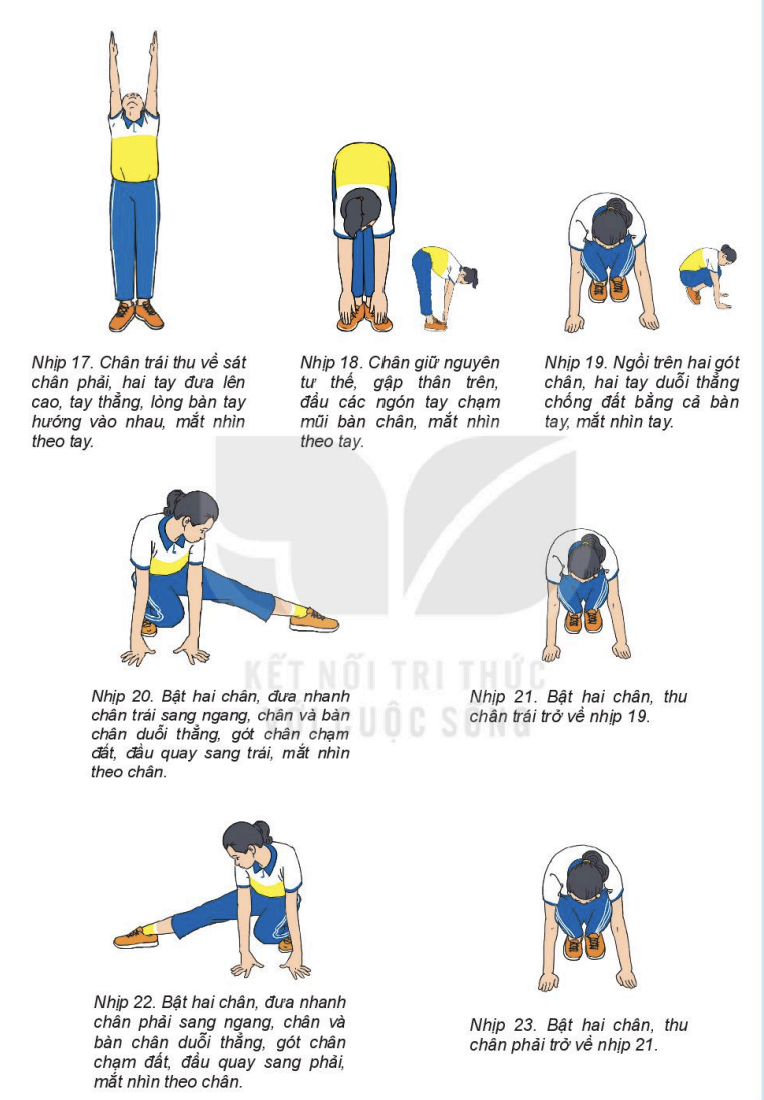 Nhịp 17. Chân trái thu về sát
chân phải, hai tay đưa lên
cao, tay thẳng, lòng bàn tay
hướng vào nhau, mắt nhìn
theo tay.
Nhịp 18. Chân giữ nguyên
tư thế, gập thân trên,
đầu các ngón tay chạm
mũi bàn chân, mắt nhìn
theo tay.
Nhịp 19. Ngồi trên hai gót
chân, hai tay duỗi thẳng
chống đất bằng cả bàn
tay, mắt nhìn tay.
KẾT NỐI TRI THỨC
VỚI CUỘC SỐNG
Nhịp 20. Bật hai chân, đưa nhanh
chân trái sang ngang, chân và bàn
chân duỗi thẳng, gót chân chạm
đất, đầu quay sang trái, mắt nhìn
theo chân.
Nhịp 21. Bật hai chân, thu
chân trái trở về nhịp 19.
Nhịp 22. Bật hai chân, đưa nhanh
chân phải sang ngang, chân và
bàn chân duỗi thẳng, gót chân
chạm đất, đầu quay sang phải,
mắt nhìn theo chân.
Nhịp 23. Bật hai chân, thu
chân phải trở về nhịp 21.